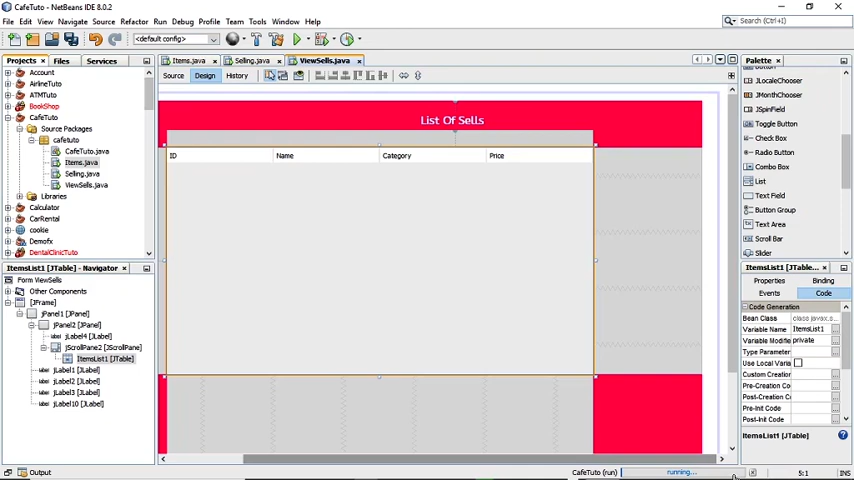 CafeTuto - NetBeans IDE 8.0.2
File Edit View Navigate Source Refactor Run Debug Profile Team Tools Window Help
Search (Ctrl+I)
<default config>
Projects × Files Services
Items.java × Selling.java × ViewSells.java ×
Palette ×
Source Design History
Account
AirlineTuto
ATMTuto
BookShop
CafeTuto
Source Packages
cafetuto
CafeTuto.java
Items.java
Selling.java
ViewSells.java
Libraries
Calculator
CarRental
cookie
Demofx
DentalClinicTuto
List Of Sells
ID Name Category Price
Button
JLocaleChooser
JMonthChooser
JSpinField
Toggle Button
Check Box
Radio Button
Combo Box
List
Text Field
Button Group
Text Area
Scroll Bar
Slider
ItemsList1 [JTable] - Navigator ×
Form ViewSells
Other Components
[JFrame]
jPanel1 [JPanel]
jPanel2 [JPanel]
jLabel4 [JLabel]
jScrollPane2 [JScrollPane]
ItemsList1 [JTable]
jLabel1 [JLabel]
jLabel2 [JLabel]
jLabel3 [JLabel]
jLabel10 [JLabel]
ItemsList1 [JTable... ×
Properties Binding
Events Code
Code Generation
Bean Class class javax.s...
Variable Name ItemsList1 ...
Variable Modifie private ...
Type Parameter ...
Use Local Varia
Custom Creation ...
Pre-Creation Co ...
Post-Creation C ...
Pre-Init Code ...
Post-Init Code ...
ItemsList1 [JTable]
Output
CafeTuto (run) running...
5:1 INS